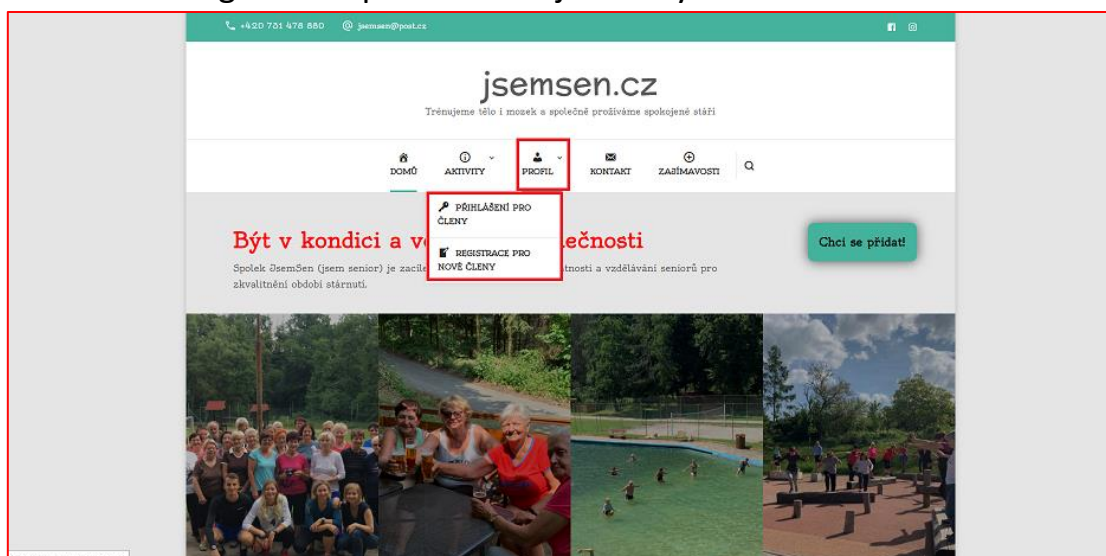 +420 731 478 880 @ jsemsen@post.cz
jsemsen.cz
Trénujeme tělo i mozek a společně prožíváme spokojené stáří
DOMŮ AKTIVITY PROFIL KONTAKT ZAJÍMAVOSTI
PŘIHLÁŠENÍ PRO
ČLENY
REGISTRACE PRO
NOVÉ ČLENY
Být v kondici a v ečnosti
Chci se přidat!
Spolek JsemSen (jsem senior) je zacíle tnosti a vzdělávání seniorů pro
zkvalitnění období stárnutí.